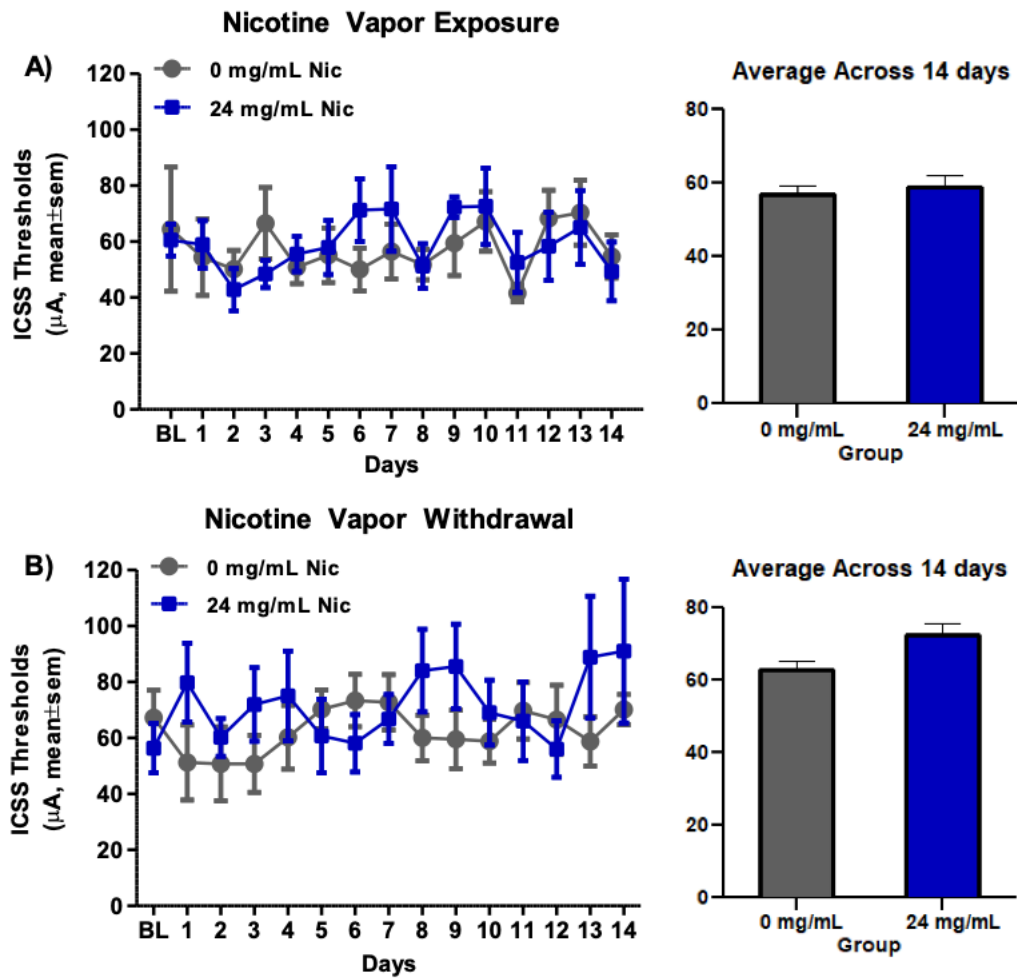 Nicotine Vapor Exposure
A)
0 mg/mL Nic
24 mg/mL Nic
ICSS Thresholds
(μA, mean±sem)
120
100
80
60
40
20
0
BL 1 2 3 4 5 6 7 8 9 10 11 12 13 14
Days
Average Across 14 days
80
60
40
20
0
0 mg/mL 24 mg/mL
Group
Nicotine Vapor Withdrawal
B)
0 mg/mL Nic
24 mg/mL Nic
ICSS Thresholds
(μA, mean±sem)
120
100
80
60
40
20
0
BL 1 2 3 4 5 6 7 8 9 10 11 12 13 14
Days
Average Across 14 days
80
60
40
20
0
0 mg/mL 24 mg/mL
Group